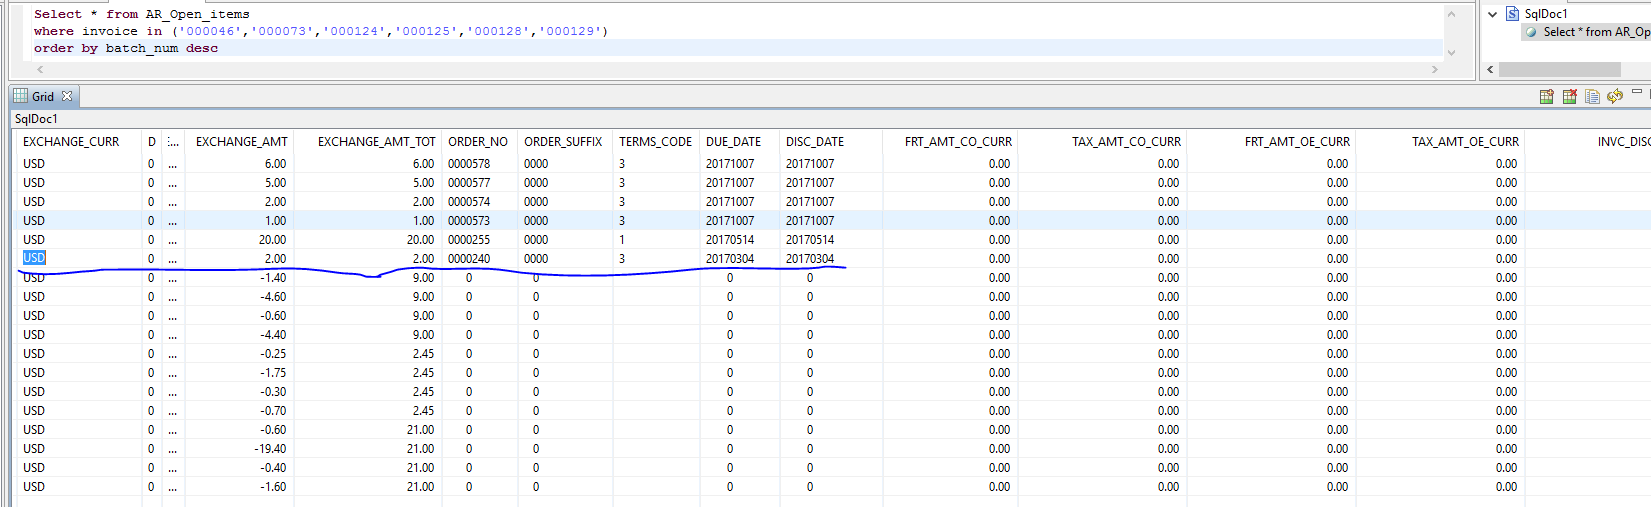 Select * from AR_Open_items
where invoice in ('000046','000073','000124','000125','000128','000129')
order by batch_num desc
SqlDoc1
Select * from AR_Op
Grid
SqlDoc1
EXCHANGE_CURR D ... EXCHANGE_AMT EXCHANGE_AMT_TOT ORDER_NO ORDER_SUFFIX TERMS_CODE DUE_DATE DISC_DATE FRT_AMT_CO_CURR TAX_AMT_CO_CURR FRT_AMT_OE_CURR TAX_AMT_OE_CURR INVC_DISC
USD 0 ... 6.00 6.00 0000578 0000 3 20171007 20171007 0.00 0.00 0.00 0.00
USD 0 ... 5.00 5.00 0000577 0000 3 20171007 20171007 0.00 0.00 0.00 0.00
USD 0 ... 2.00 2.00 0000574 0000 3 20171007 20171007 0.00 0.00 0.00 0.00
USD 0 ... 1.00 1.00 0000573 0000 3 20171007 20171007 0.00 0.00 0.00 0.00
USD 0 ... 20.00 20.00 0000255 0000 1 20170514 20170514 0.00 0.00 0.00 0.00
USD 0 ... 2.00 2.00 0000240 0000 3 20170304 20170304 0.00 0.00 0.00 0.00
USD 0 ... -1.40 9.00 0 0 0 0 0.00 0.00 0.00 0.00
USD 0 ... -4.60 9.00 0 0 0 0 0.00 0.00 0.00 0.00
USD 0 ... -0.60 9.00 0 0 0 0 0.00 0.00 0.00 0.00
USD 0 ... -4.40 9.00 0 0 0 0 0.00 0.00 0.00 0.00
USD 0 ... -0.25 2.45 0 0 0 0 0.00 0.00 0.00 0.00
USD 0 ... -1.75 2.45 0 0 0 0 0.00 0.00 0.00 0.00
USD 0 ... -0.30 2.45 0 0 0 0 0.00 0.00 0.00 0.00
USD 0 ... -0.70 2.45 0 0 0 0 0.00 0.00 0.00 0.00
USD 0 ... -0.60 21.00 0 0 0 0 0.00 0.00 0.00 0.00
USD 0 ... -19.40 21.00 0 0 0 0 0.00 0.00 0.00 0.00
USD 0 ... -0.40 21.00 0 0 0 0 0.00 0.00 0.00 0.00
USD 0 ... -1.60 21.00 0 0 0 0 0.00 0.00 0.00 0.00